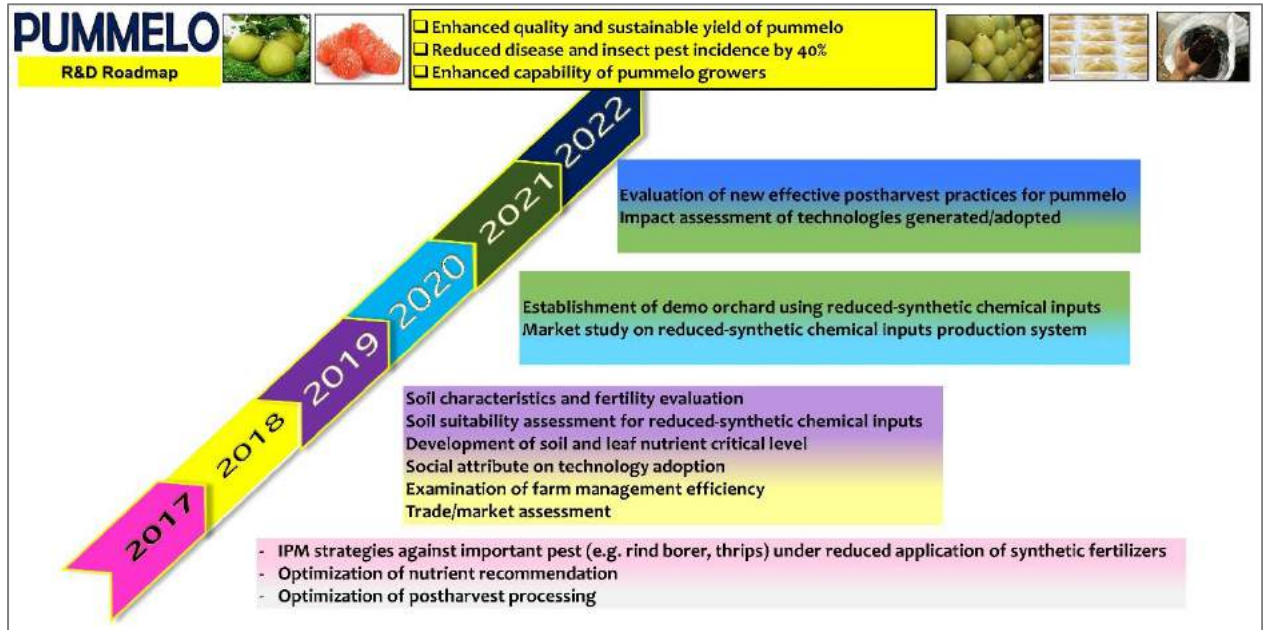 PUMMELO
R&D Roadmap
❑ Enhanced quality and sustainable yield of pummelo
❑ Reduced disease and insect pest incidence by 40%
❑ Enhanced capability of pummelo growers
2022
2021
2020
2019
2018
2017
Evaluation of new effective postharvest practices for pummelo
Impact assessment of technologies generated/adopted
Establishment of demo orchard using reduced-synthetic chemical inputs
Market study on reduced-synthetic chemical inputs production system
Soil characteristics and fertility evaluation
Soil suitability assessment for reduced-synthetic chemical inputs
Development of soil and leaf nutrient critical level
Social attribute on technology adoption
Examination of farm management efficiency
Trade/market assessment
- IPM strategies against important pest (e.g. rind borer, thrips) under reduced application of synthetic fertilizers
- Optimization of nutrient recommendation
- Optimization of postharvest processing